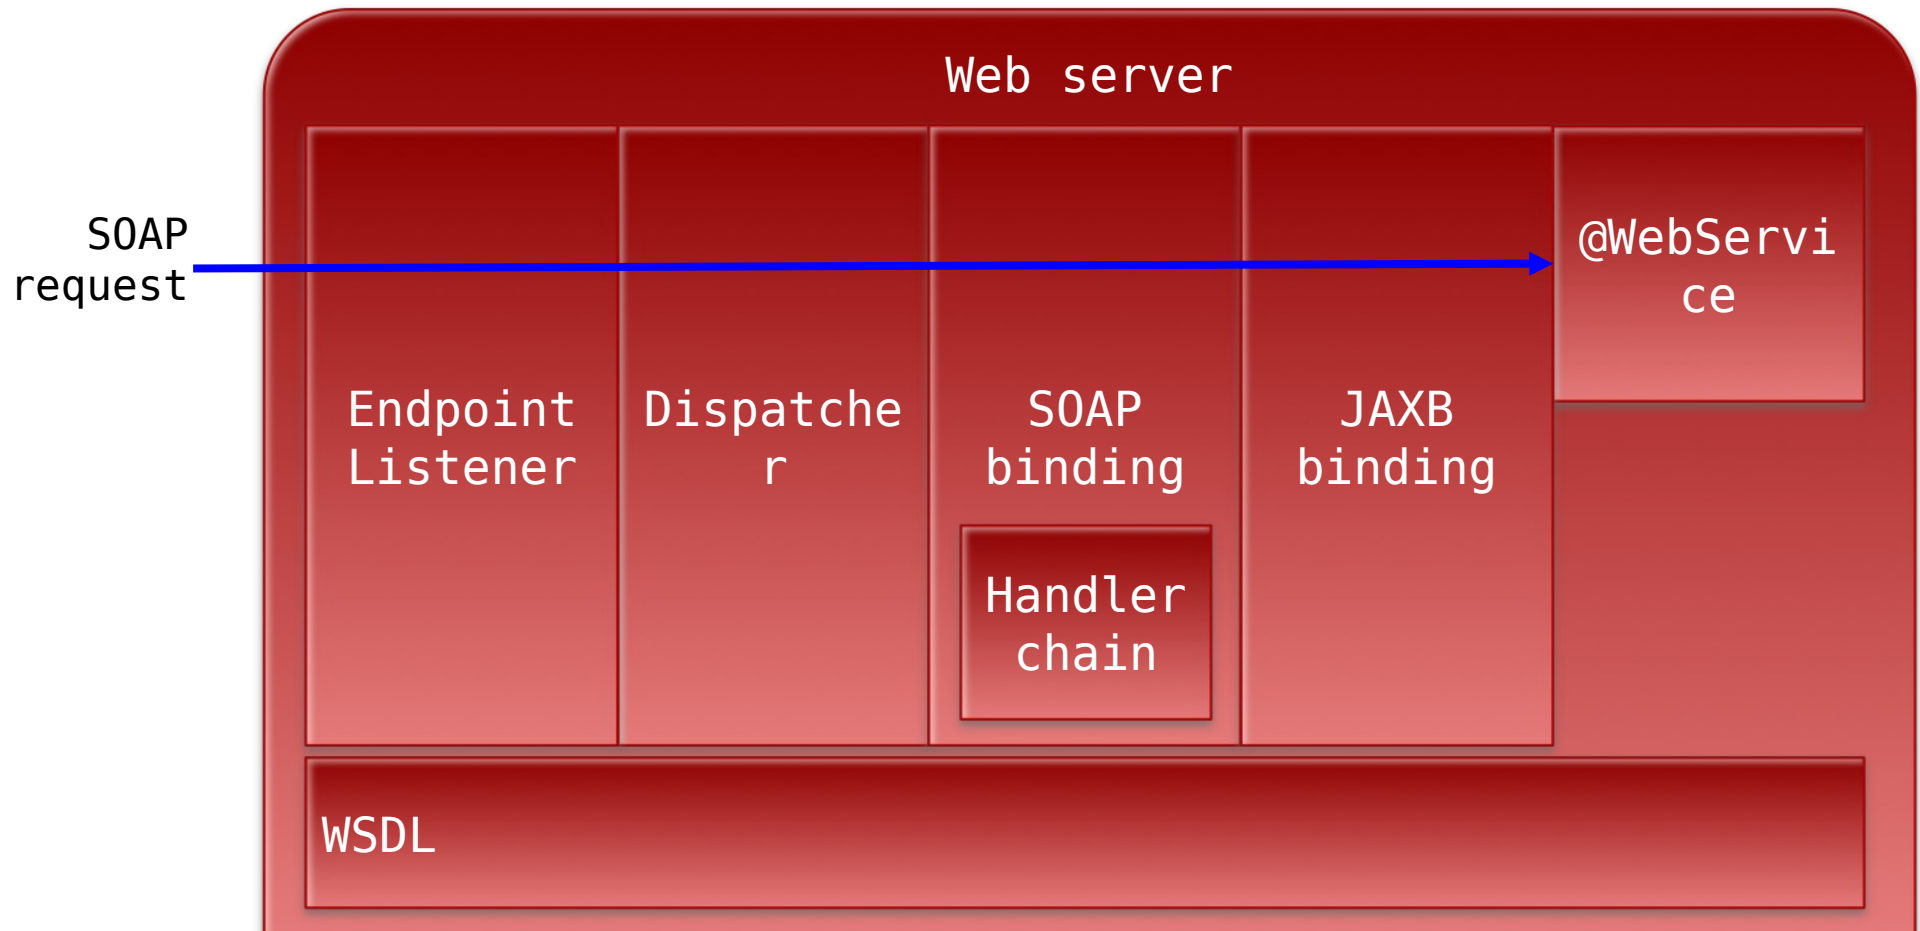 Web server
SOAP
request
@WebServi
ce
Endpoint
Listener
Dispatche
r
SOAP
binding
JAXB
binding
Handler
chain
WSDL